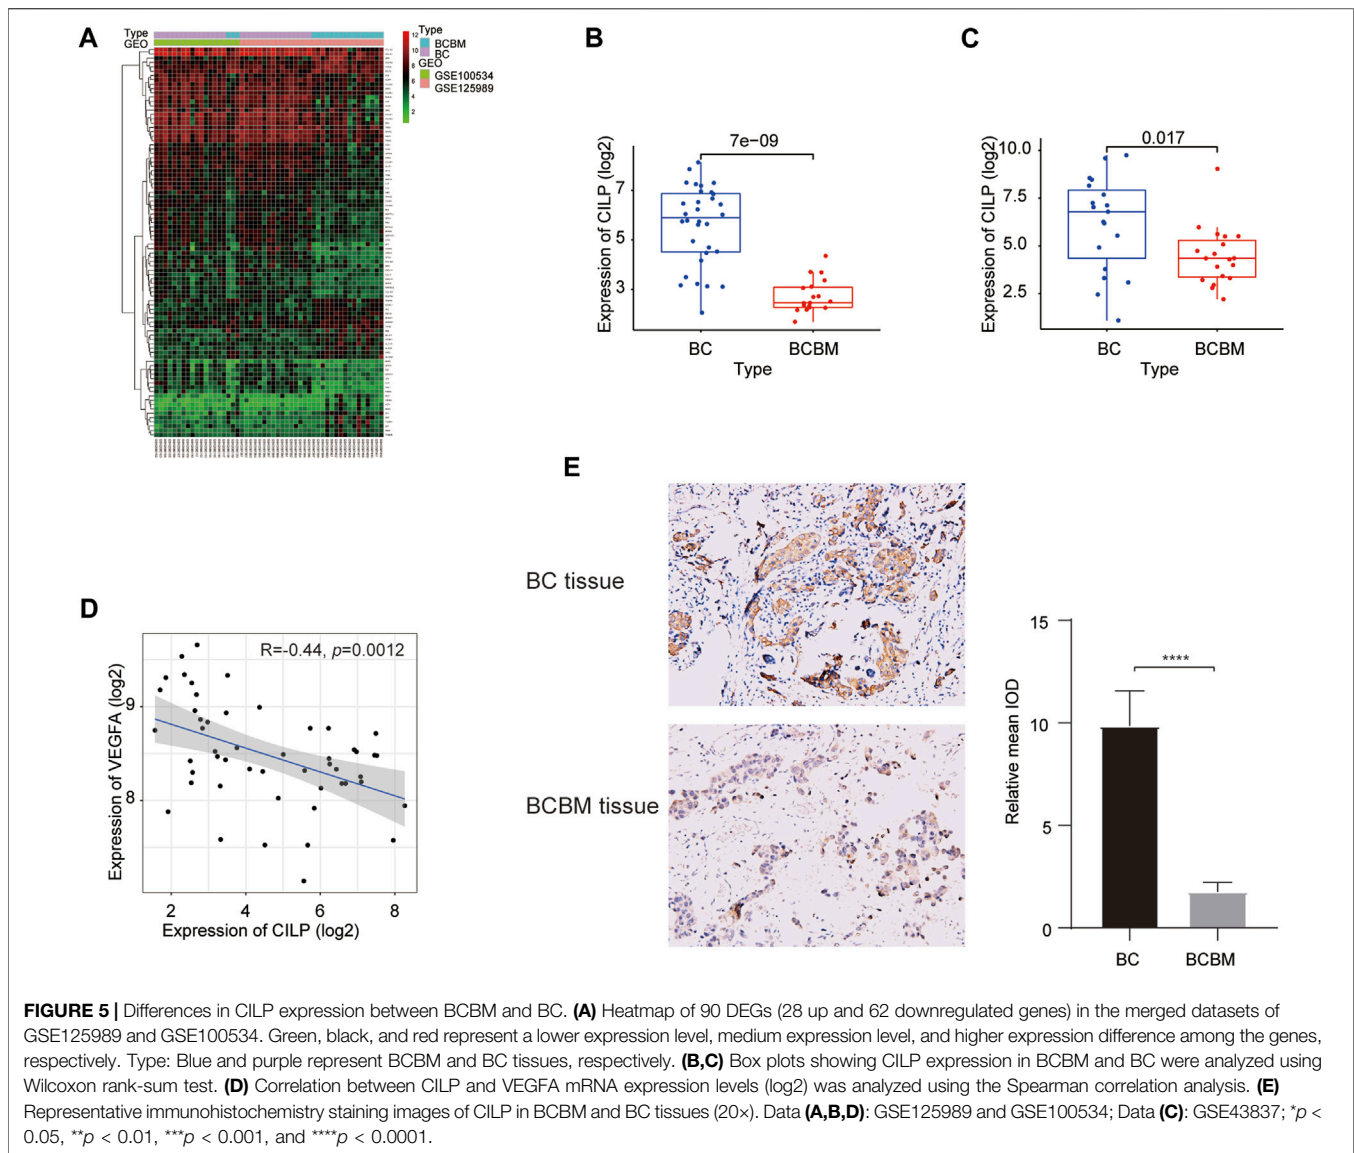 A
Type
GEO
12
10
8
6
4
2
Type
BCBM
BC
GEO
GSE100534
GSE125989
B
Expression of CILP (log2)
7
5
3
7e−09
BC
BCBM
Type
C
Expression of CILP (log2)
10.0
7.5
5.0
2.5
0.017
BC
BCBM
Type
D
Expression of VEGFA (log2)
9
8
R=-0.44, p=0.0012
2
4
6
8
Expression of CILP (log2)
E
BC tissue
BCBM tissue
Relative mean IOD
15
10
5
0
****
BC
BCBM
FIGURE 5 | Differences in CILP expression between BCBM and BC. (A) Heatmap of 90 DEGs (28 up and 62 downregulated genes) in the merged datasets of
GSE125989 and GSE100534. Green, black, and red represent a lower expression level, medium expression level, and higher expression difference among the genes,
respectively. Type: Blue and purple represent BCBM and BC tissues, respectively. (B,C) Box plots showing CILP expression in BCBM and BC were analyzed using
Wilcoxon rank-sum test. (D) Correlation between CILP and VEGFA mRNA expression levels (log2) was analyzed using the Spearman correlation analysis. (E)
Representative immunohistochemistry staining images of CILP in BCBM and BC tissues (20×). Data (A,B,D): GSE125989 and GSE100534; Data (C): GSE43837; *p <
0.05, **p < 0.01, ***p < 0.001, and ****p < 0.0001.